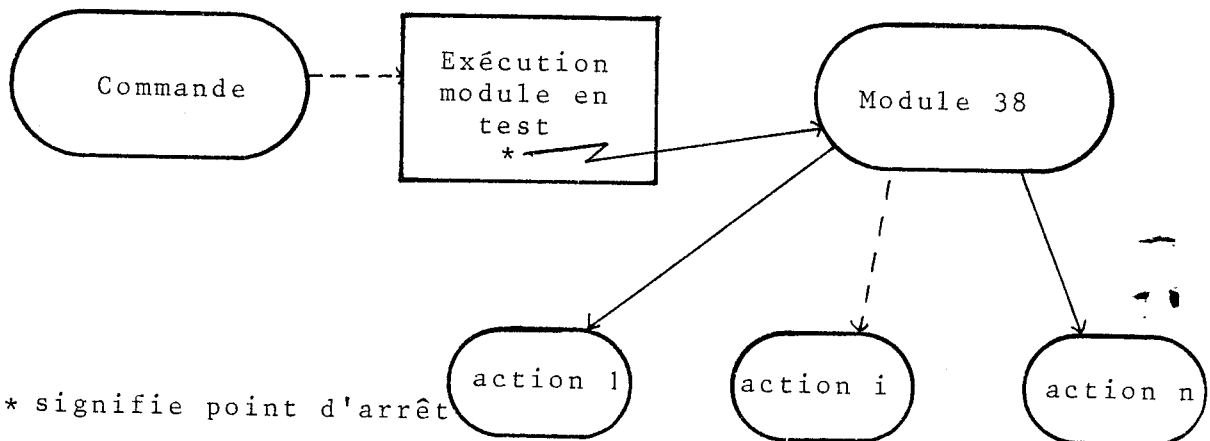 Commande
Exécution
module en
test
*
Module 38
action 1
action i
action n
* signifie point d'arrêt